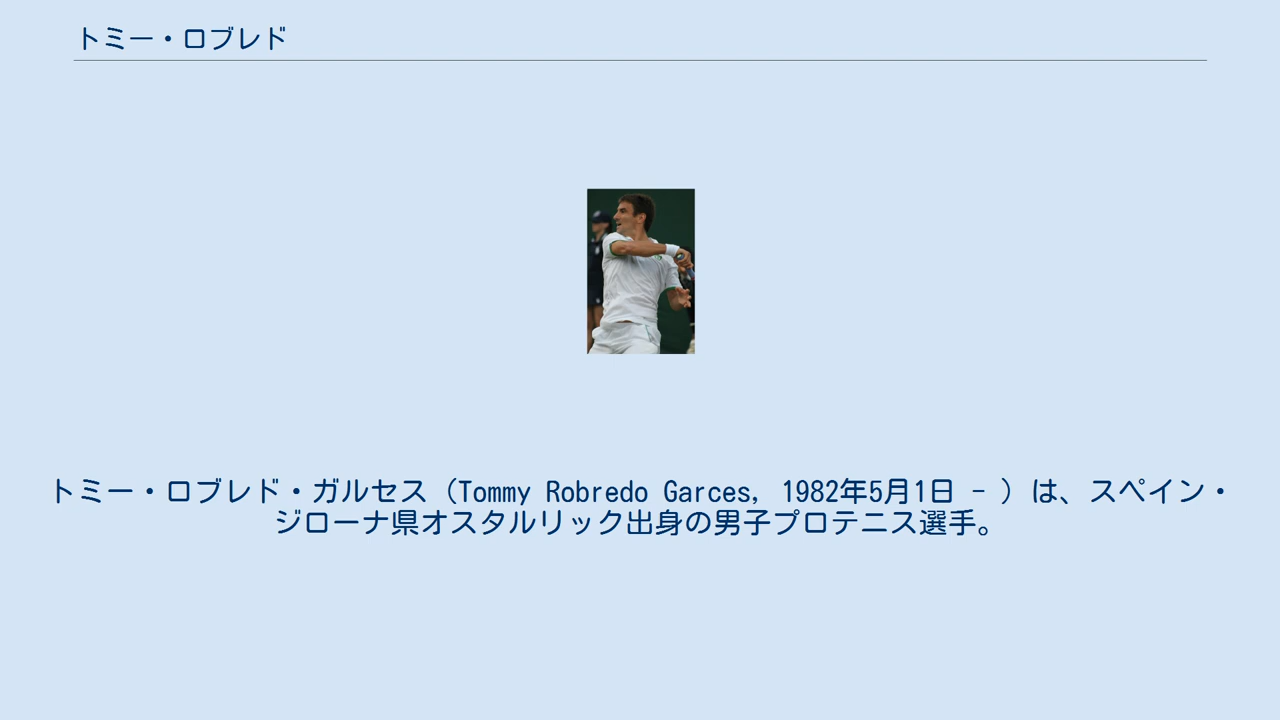 トミー・ロブレド
トミー・ロブレド・ガルセス（Tommy Robredo Garces, 1982年5月1日 - ）は、スペイン・
ジローナ県オスタルリック出身の男子プロテニス選手。